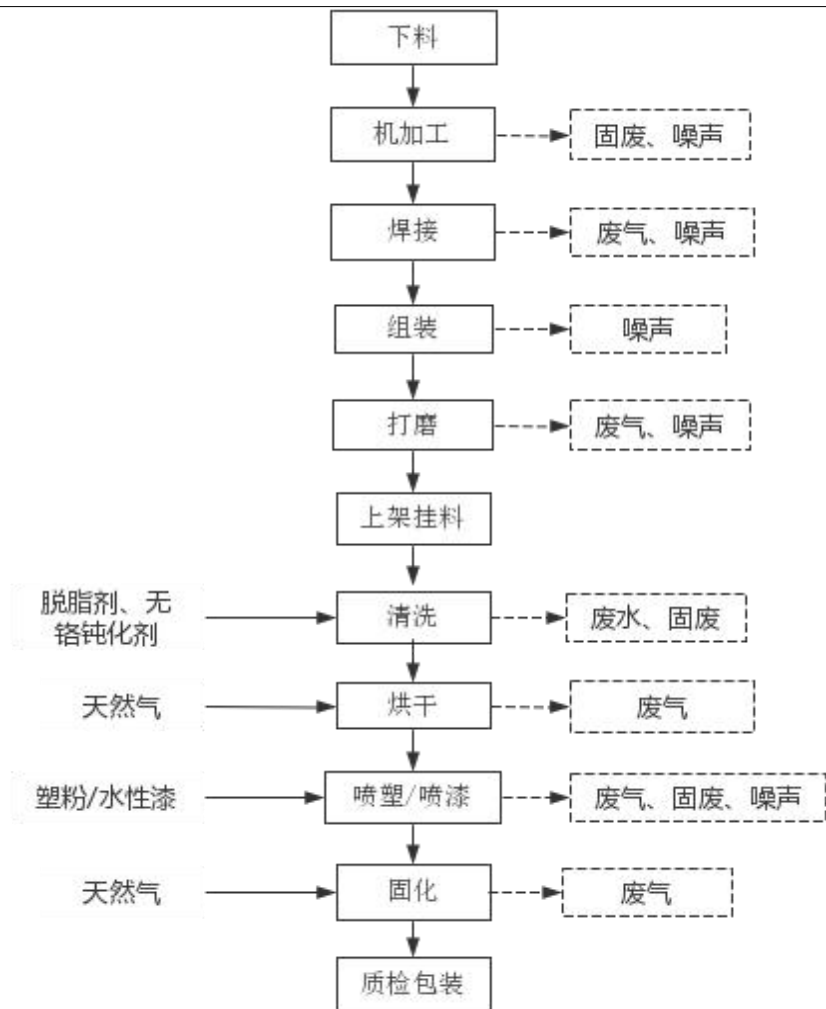 下料
机加工
固废、噪声
焊接
废气、噪声
组装
噪声
打磨
废气、噪声
上架挂料
脱脂剂、无
铬钝化剂
清洗
废水、固废
天然气
烘干
废气
塑粉/水性漆
喷塑/喷漆
废气、固废、噪声
天然气
固化
废气
质检包装